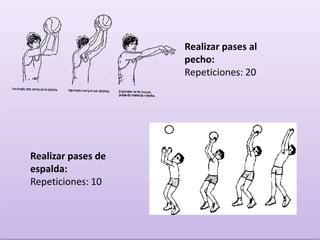 Realizar pases al
pecho:
Repeticiones: 20
Realizar pases de
espalda:
Repeticiones: 10